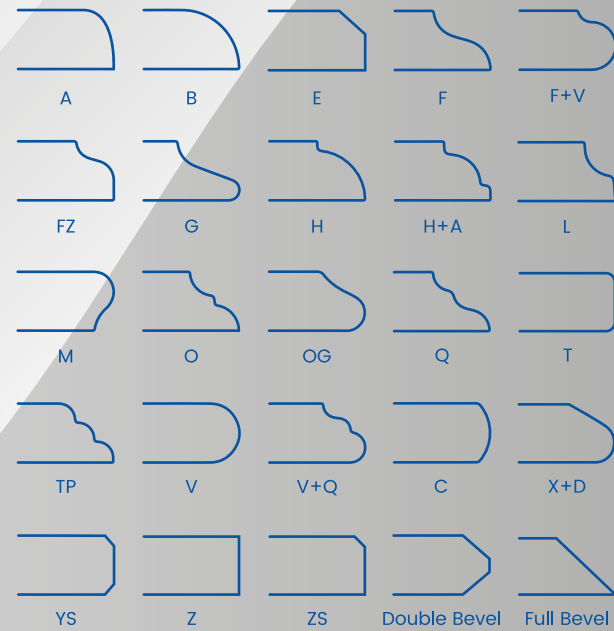 A B E F F+V
FZ G H H+A L
M O OG Q T
TP V V+Q C X+D
YS Z ZS Double Bevel Full Bevel